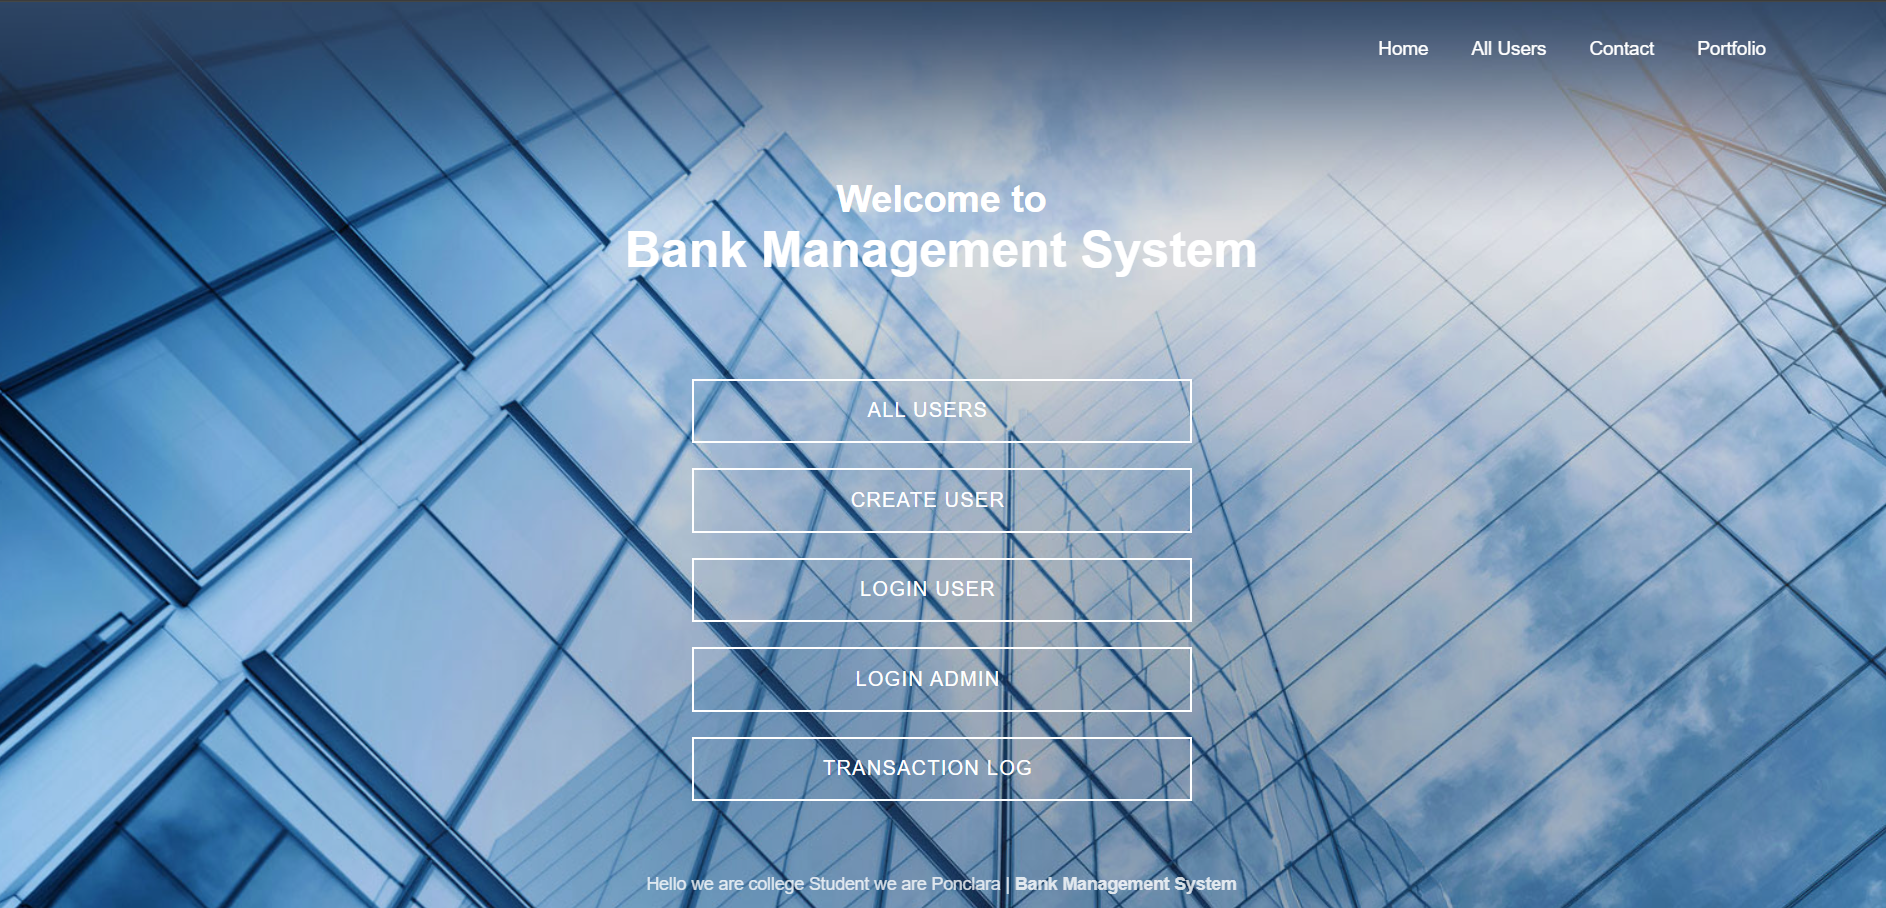 Home All Users Contact Portfolio
Welcome to
Bank Management System
ALL USERS
CREATE USER
LOGIN USER
LOGIN ADMIN
TRANSACTION LOG
Hello we are college Student we are Ponclara | Bank Management System